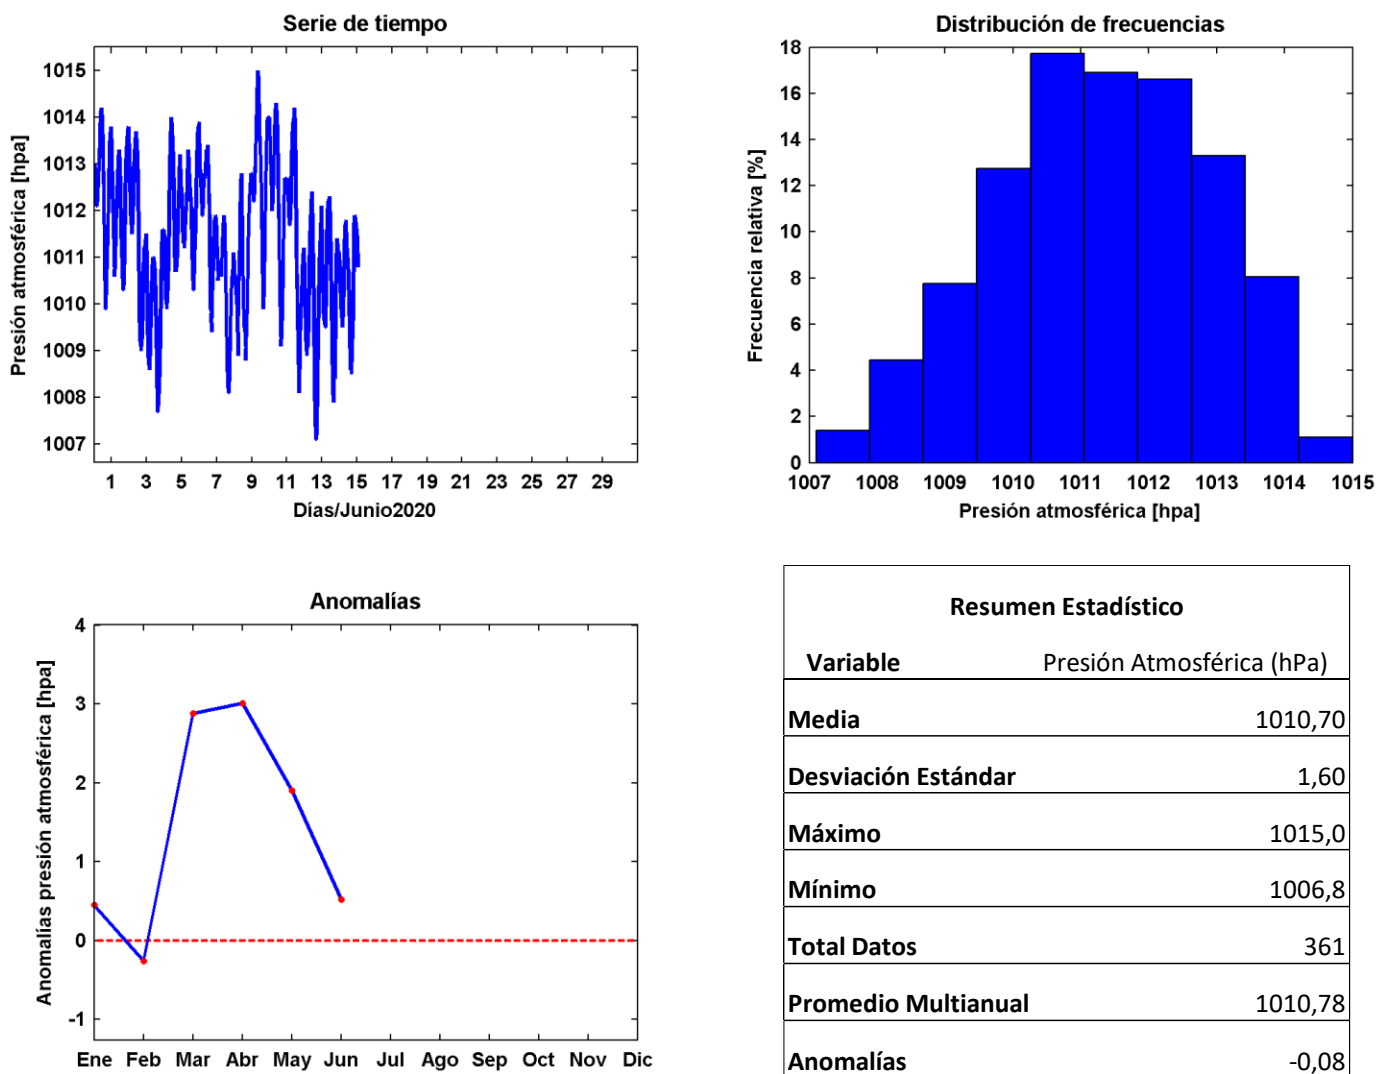 Serie de tiempo
Presión atmosférica [hpa]
1015
1014
1013
1012
1011
1010
1009
1008
1007
1 3 5 7 9 11 13 15 17 19 21 23 25 27 29
Días/Junio2020
Distribución de frecuencias
Frecuencia relativa [%]
18
16
14
12
10
8
6
4
2
0
1007 1008 1009 1010 1011 1012 1013 1014 1015
Presión atmosférica [hpa]
Anomalías
Anomalías presión atmosférica [hpa]
4
3
2
1
0
-1
Ene Feb Mar Abr May Jun Jul Ago Sep Oct Nov Dic
Resumen Estadístico
Variable Presión Atmosférica (hPa)
Media 1010,70
Desviación Estándar 1,60
Máximo 1015,0
Mínimo 1006,8
Total Datos 361
Promedio Multianual 1010,78
Anomalías -0,08